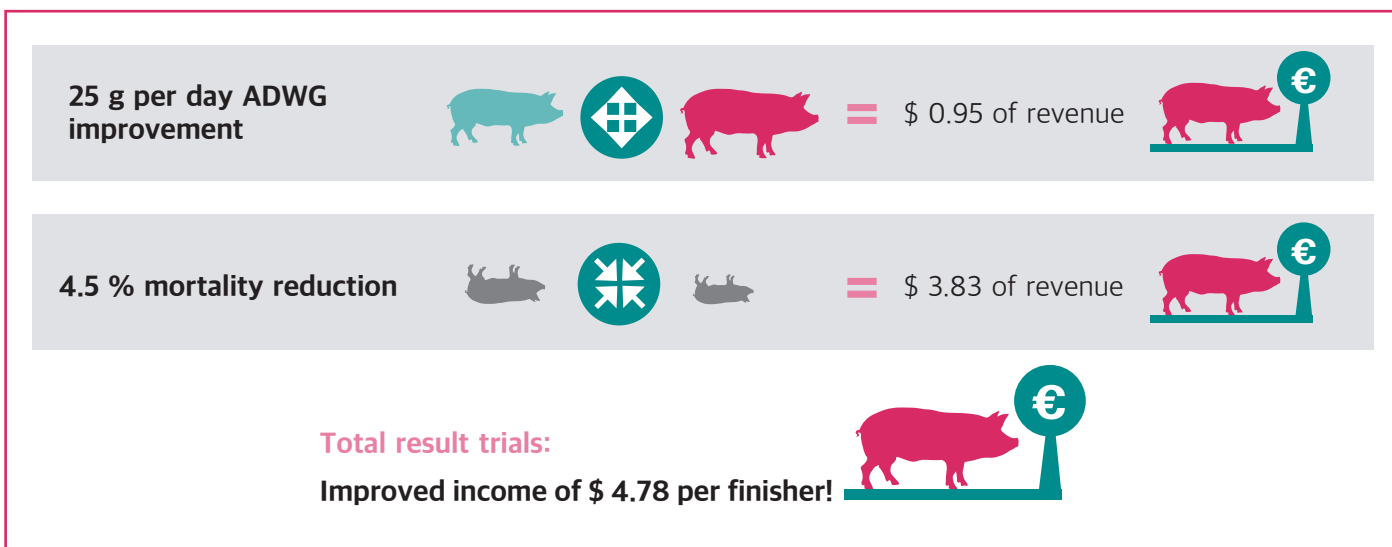 25 g per day ADWG
improvement
= $ 0.95 of revenue
€
4.5 % mortality reduction
= $ 3.83 of revenue
€
Total result trials:
Improved income of $ 4.78 per finisher!
€